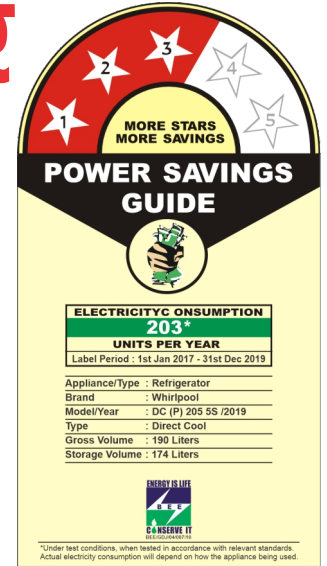 1 2 3 4 5
MORE STARS
MORE SAVINGS
POWER SAVINGS
GUIDE
ELECTRICITYC ONSUMPTION
203*
UNITS PER YEAR
Label Period : 1st Jan 2017 - 31st Dec 2019
Appliance/Type : Refrigerator
Brand : Whirlpool
Model/Year : DC (P) 205 5S /2019
Type : Direct Cool
Gross Volume : 190 Liters
Storage Volume : 174 Liters
ENERGY IS LIFE
BEE
CONSERVE IT
*Under test conditions, when tested in accordance with relevant standards.
Actual electricity consumption will depend on how the appliance being used.